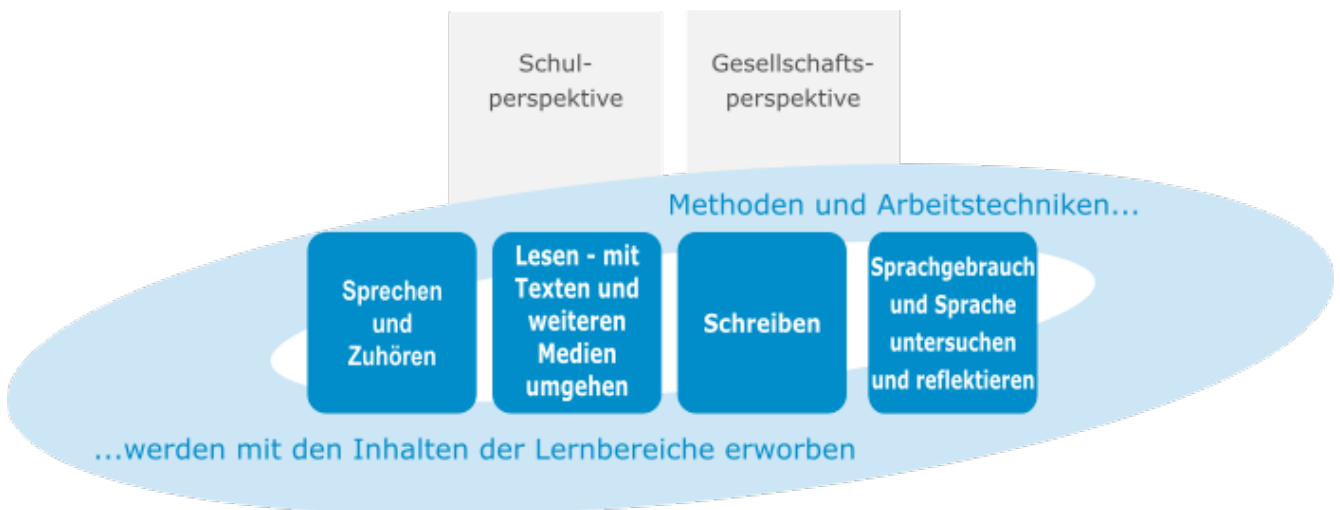 Schul-
perspektive
Gesellschafts-
perspektive
Methoden und Arbeitstechniken...
Sprechen
und
Zuhören
Lesen - mit
Texten und
weiteren
Medien
umgehen
Schreiben
Sprachgebrauch
und Sprache
untersuchen
und reflektieren
...werden mit den Inhalten der Lernbereiche erworben